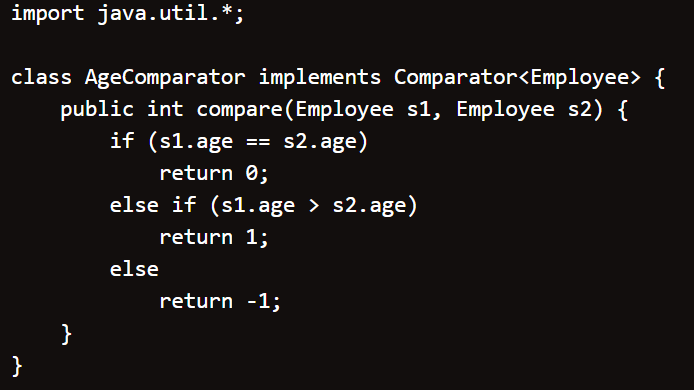 import java.util.*;

class AgeComparator implements Comparator<Employee> {
    public int compare(Employee s1, Employee s2) {
        if (s1.age == s2.age)
            return 0;
        else if (s1.age > s2.age)
            return 1;
        else
            return -1;
    }
}